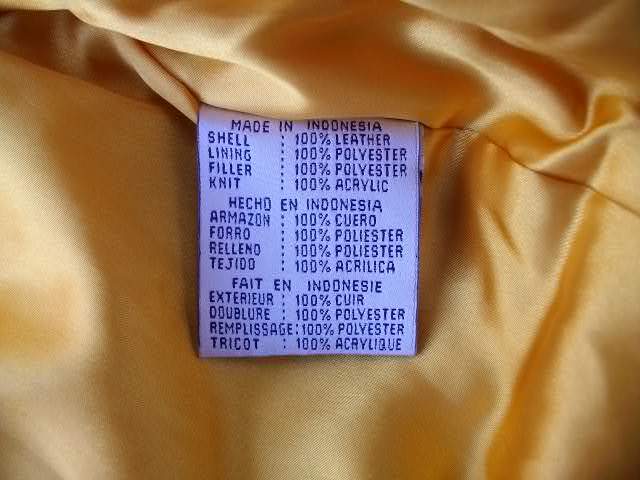 MADE IN INDONESIA
SHELL : 100% LEATHER
LINING : 100% POLYESTER
FILLER : 100% POLYESTER
KNIT : 100% ACRYLIC
HECHO EN INDONESIA
ARMAZON : 100% CUERO
FORRO : 100% POLIESTER
RELLENO : 100% POLIESTER
TEJIDO : 100% ACRILICA
FAIT EN INDONESIE
EXTERIEUR : 100% CUIR
DOUBLURE : 100% POLYESTER
REMPLISSAGE: 100% POLYESTER
TRICOT : 100% ACRYLIQUE